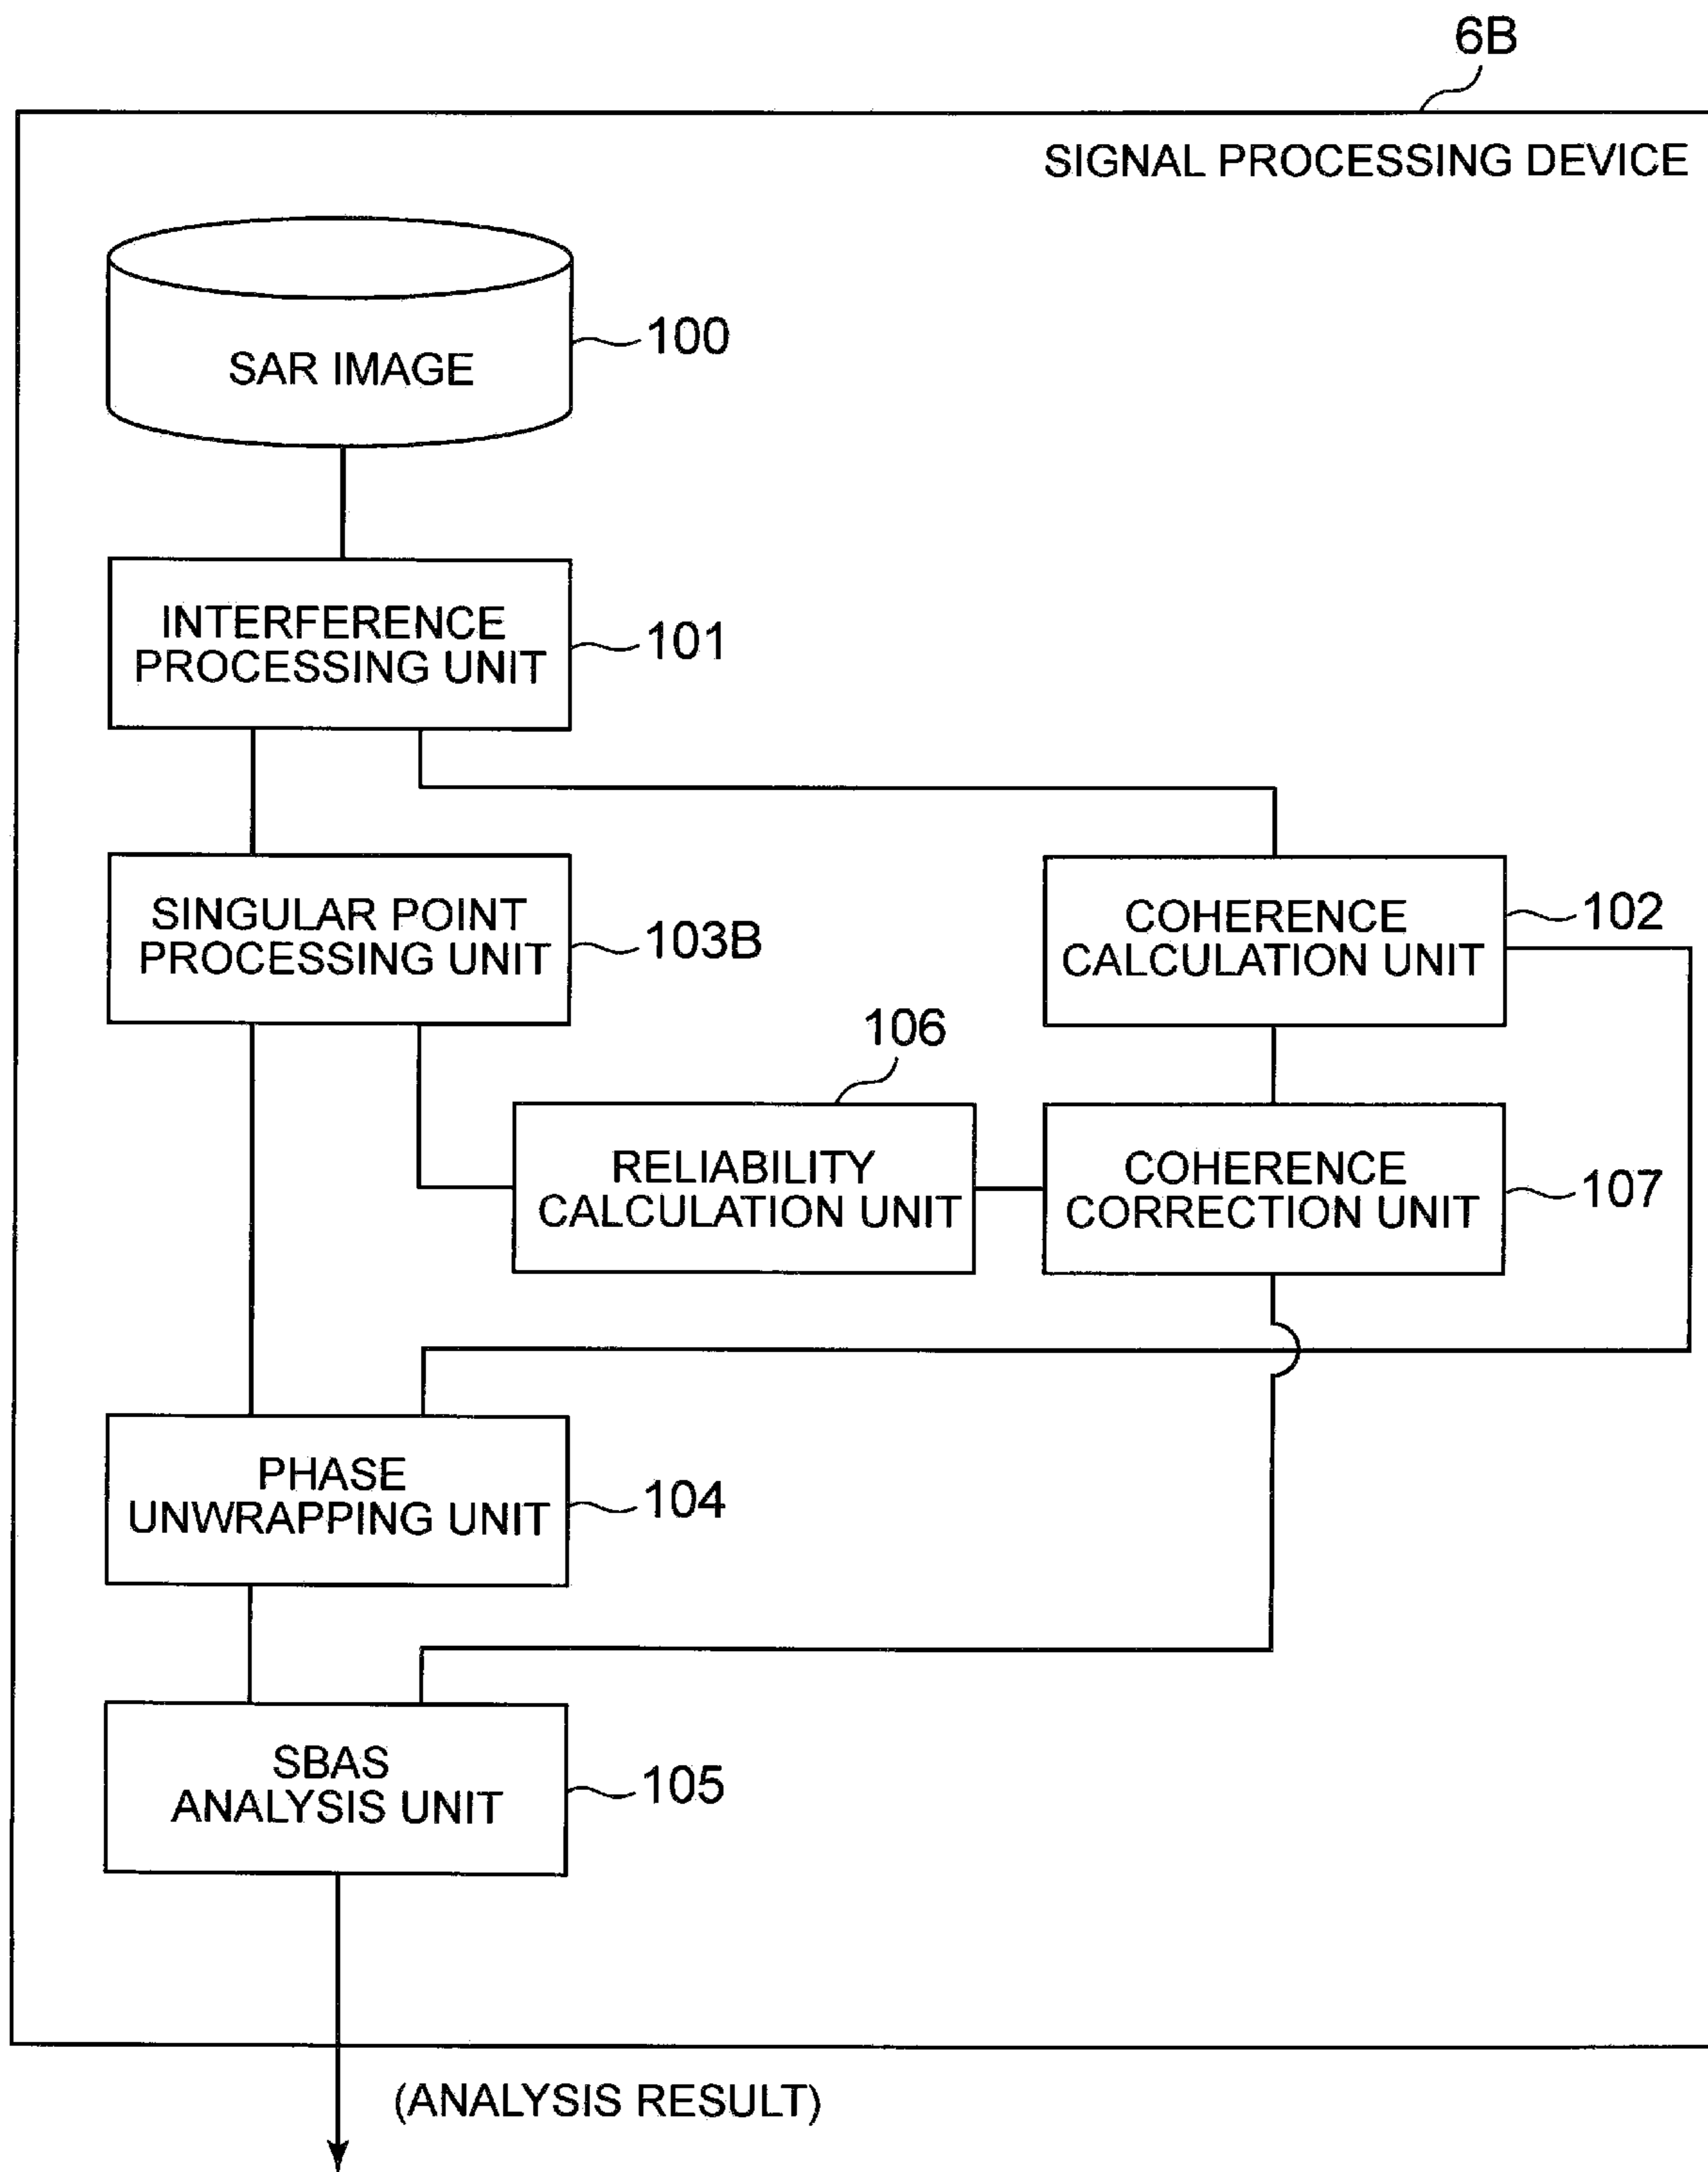 6B
SIGNAL PROCESSING DEVICE
SAR IMAGE
100
INTERFERENCE
PROCESSING UNIT
101
SINGULAR POINT
PROCESSING UNIT
103B
COHERENCE
CALCULATION UNIT
102
106
RELIABILITY
CALCULATION UNIT
COHERENCE
CORRECTION UNIT
107
PHASE
UNWRAPPING UNIT
104
SBAS
ANALYSIS UNIT
105
(ANALYSIS RESULT)